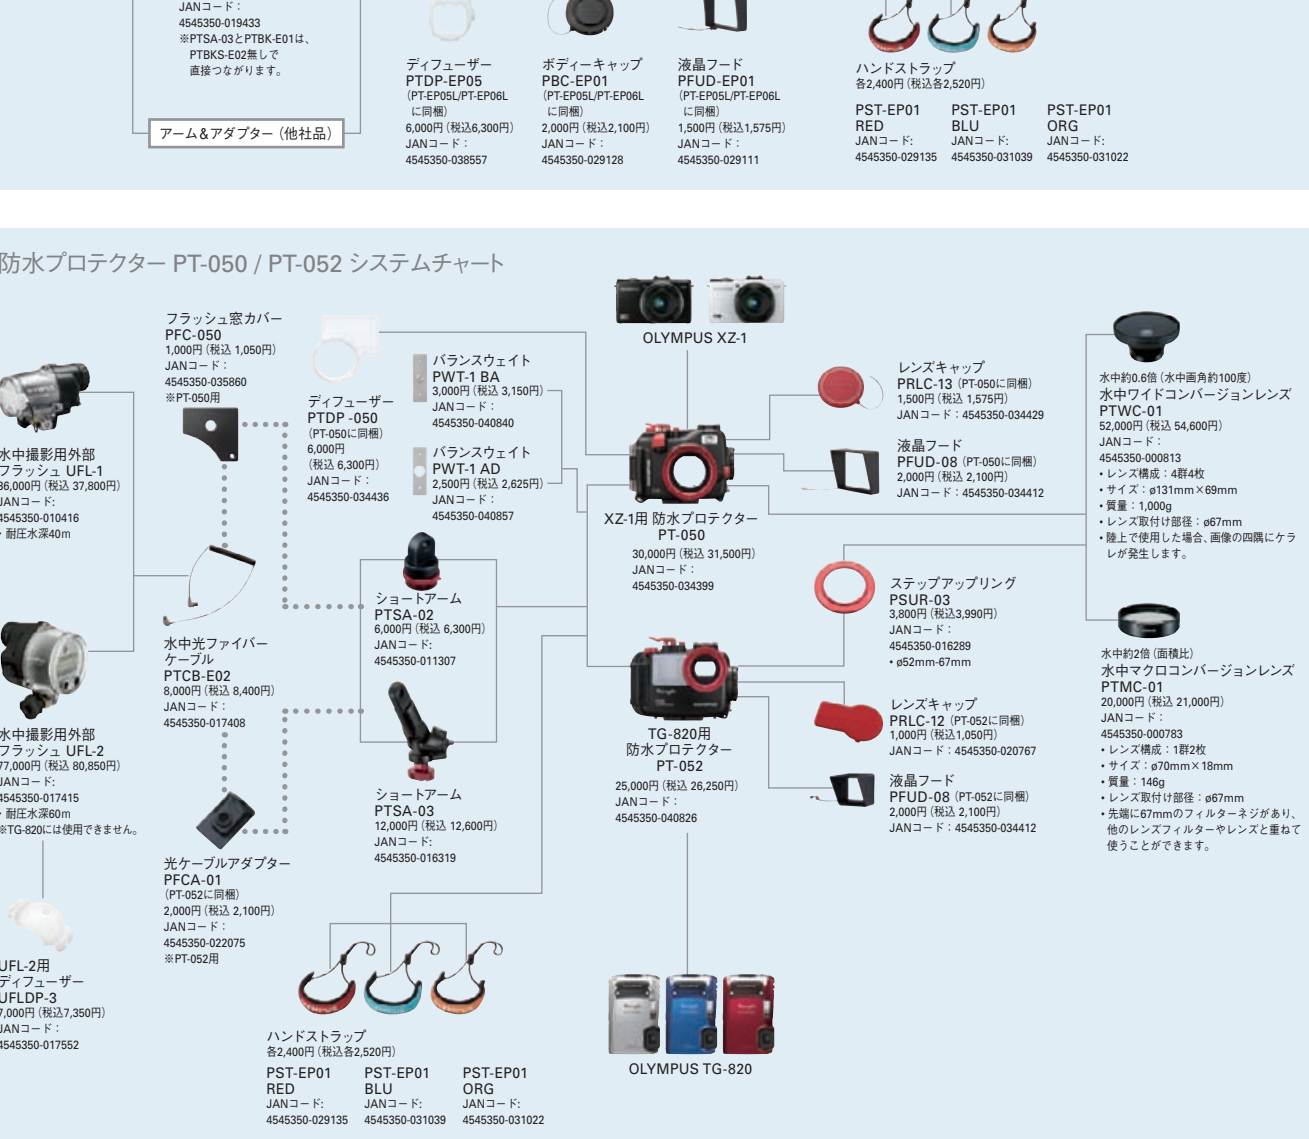 JANコード：
4545350-019433
※PTSA-03とPTBK-E01は、
PTBKS-E02無しで
直接つながります。
アーム&アダプター（他社品）
ディフューザー
PTDP-EP05
（PT-EP05L/PT-EP06L
に同梱）
6,000円（税込6,300円）
JANコード：
4545350-038557
ボディーキャップ
PBC-EP01
（PT-EP05L/PT-EP06L
に同梱）
2,000円（税込2,100円）
JANコード：
4545350-029128
液晶フード
PFUD-EP01
（PT-EP05L/PT-EP06L
に同梱）
1,500円（税込1,575円）
JANコード：
4545350-029111
ハンドストラップ
各2,400円（税込各2,520円）
PST-EP01
RED
JANコード:
4545350-029135
PST-EP01
BLU
JANコード:
4545350-031039
PST-EP01
ORG
JANコード:
4545350-031022
防水プロテクター PT-050 / PT-052 システムチャート
水中撮影用外部
フラッシュ UFL-1
36,000円（税込 37,800円）
JANコード:
4545350-010416
・耐圧水深40m
水中撮影用外部
フラッシュ UFL-2
77,000円（税込 80,850円）
JANコード:
4545350-017415
・耐圧水深60m
※TG-820には使用できません。
UFL-2用
ディフューザー
UFLDP-3
7,000円（税込7,350円）
JANコード：
4545350-017552
フラッシュ窓カバー
PFC-050
1,000円（税込 1,050円）
JANコード：
4545350-035860
※PT-050用
水中光ファイバー
ケーブル
PTCB-E02
8,000円（税込 8,400円）
JANコード：
4545350-017408
光ケーブルアダプター
PFCA-01
（PT-052に同梱）
2,000円（税込 2,100円）
JANコード：
4545350-022075
※PT-052用
ディフューザー
PTDP -050
（PT-050に同梱）
6,000円
（税込 6,300円）
JANコード：
4545350-034436
バランスウェイト
PWT-1 BA
3,000円（税込 3,150円）
JANコード：
4545350-040840
バランスウェイト
PWT-1 AD
2,500円（税込 2,625円）
JANコード：
4545350-040857
ショートアーム
PTSA-02
6,000円（税込 6,300円）
JANコード:
4545350-011307
ショートアーム
PTSA-03
12,000円（税込 12,600円）
JANコード:
4545350-016319
ハンドストラップ
各2,400円（税込各2,520円）
PST-EP01
RED
JANコード:
4545350-029135
PST-EP01
BLU
JANコード:
4545350-031039
PST-EP01
ORG
JANコード:
4545350-031022
OLYMPUS XZ-1
XZ-1用 防水プロテクター
PT-050
30,000円（税込 31,500円）
JANコード：
4545350-034399
TG-820用
防水プロテクター
PT-052
25,000円（税込 26,250円）
JANコード：
4545350-040826
OLYMPUS TG-820
レンズキャップ
PRLC-13（PT-050に同梱）
1,500円（税込 1,575円）
JANコード：4545350-034429
液晶フード
PFUD-08（PT-050に同梱）
2,000円（税込 2,100円）
JANコード：4545350-034412
ステップアップリング
PSUR-03
3,800円（税込3,990円）
JANコード：
4545350-016289
• ø52mm-67mm
レンズキャップ
PRLC-12（PT-052に同梱）
1,000円（税込1,050円）
JANコード：4545350-020767
液晶フード
PFUD-08（PT-052に同梱）
2,000円（税込 2,100円）
JANコード：4545350-034412
水中約0.6倍（水中画角約100度）
水中ワイドコンバージョンレンズ
PTWC-01
52,000円（税込 54,600円）
JANコード：
4545350-000813
• レンズ構成：4群4枚
• サイズ：ø131mm×69mm
• 質量：1,000g
• レンズ取付け部径：ø67mm
• 陸上で使用した場合、画像の四隅にケラ
レが発生します。
水中約2倍（面積比）
水中マクロコンバージョンレンズ
PTMC-01
20,000円（税込 21,000円）
JANコード：
4545350-000783
• レンズ構成：1群2枚
• サイズ：ø70mm×18mm
• 質量：146g
• レンズ取付け部径：ø67mm
• 先端に67mmのフィルターネジがあり、
他のレンズフィルターやレンズと重ねて
使うことができます。